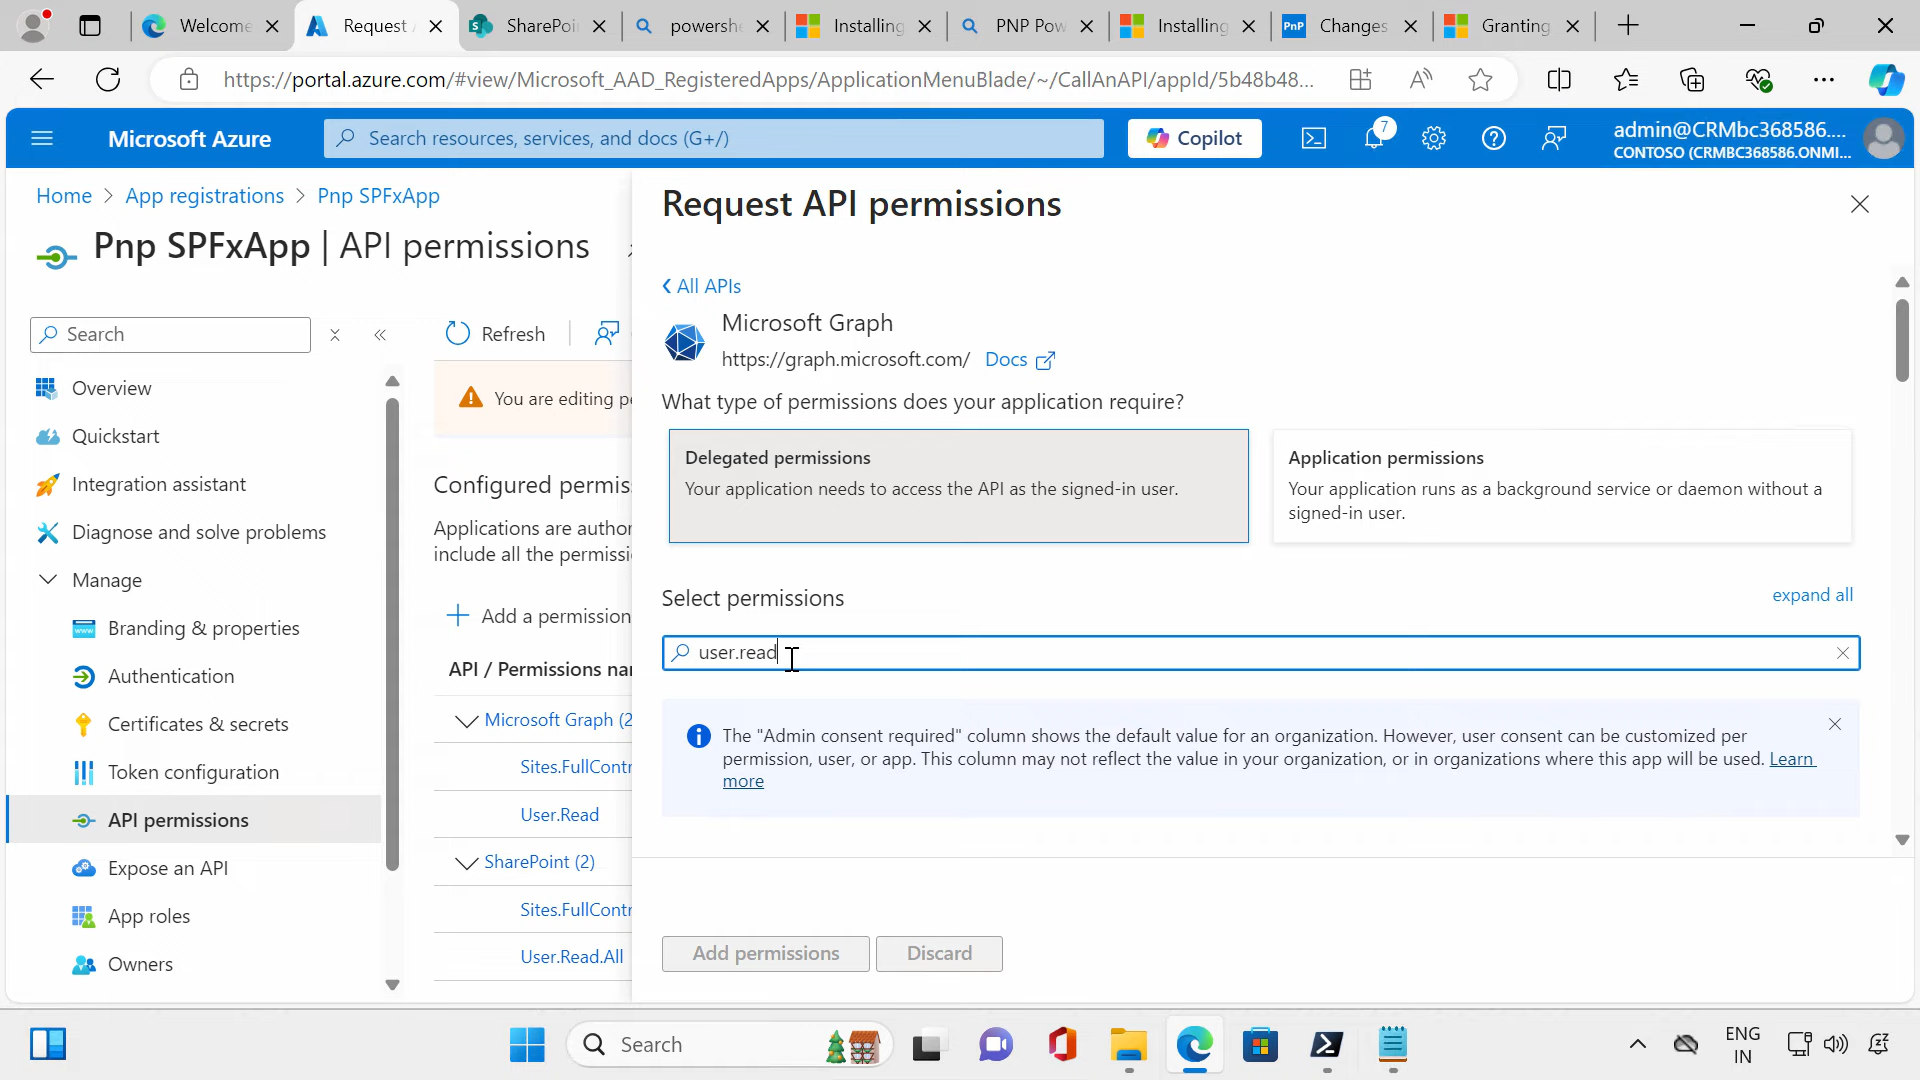 Welcome
Request A
SharePoi
powershe
Installing
PNP Pow
Installing
PnP
Changes
Granting
https://portal.azure.com/#view/Microsoft_AAD_RegisteredApps/ApplicationMenuBlade/~/CallAnAPI/appId/5b48b48...
Microsoft Azure
Search resources, services, and docs (G+/)
Copilot
7
admin@CRMbc368586....
CONTOSO (CRMBC368586.ONMI...
Home > App registrations > Pnp SPFxApp
Pnp SPFxApp | API permissions
Search
Overview
Quickstart
Integration assistant
Diagnose and solve problems
Manage
Branding & properties
Authentication
Certificates & secrets
Token configuration
API permissions
Expose an API
App roles
Owners
Refresh
You are editing pe
Configured permis
Applications are author
include all the permissi
Add a permission
API / Permissions nar
Microsoft Graph (2
Sites.FullContr
User.Read
SharePoint (2)
Sites.FullContr
User.Read.All
Request API permissions
All APIs
Microsoft Graph
https://graph.microsoft.com/ Docs
What type of permissions does your application require?
Delegated permissions
Your application needs to access the API as the signed-in user.
Application permissions
Your application runs as a background service or daemon without a
signed-in user.
Select permissions
expand all
user.read
The "Admin consent required" column shows the default value for an organization. However, user consent can be customized per
permission, user, or app. This column may not reflect the value in your organization, or in organizations where this app will be used. Learn
more
Add permissions
Discard
Search
ENG
IN